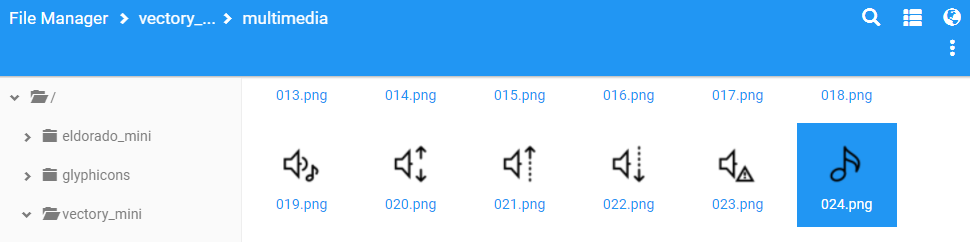 File Manager > vectory_... > multimedia
/
eldorado_mini
glyphicons
vectory_mini
013.png 014.png 015.png 016.png 017.png 018.png
019.png 020.png 021.png 022.png 023.png 024.png